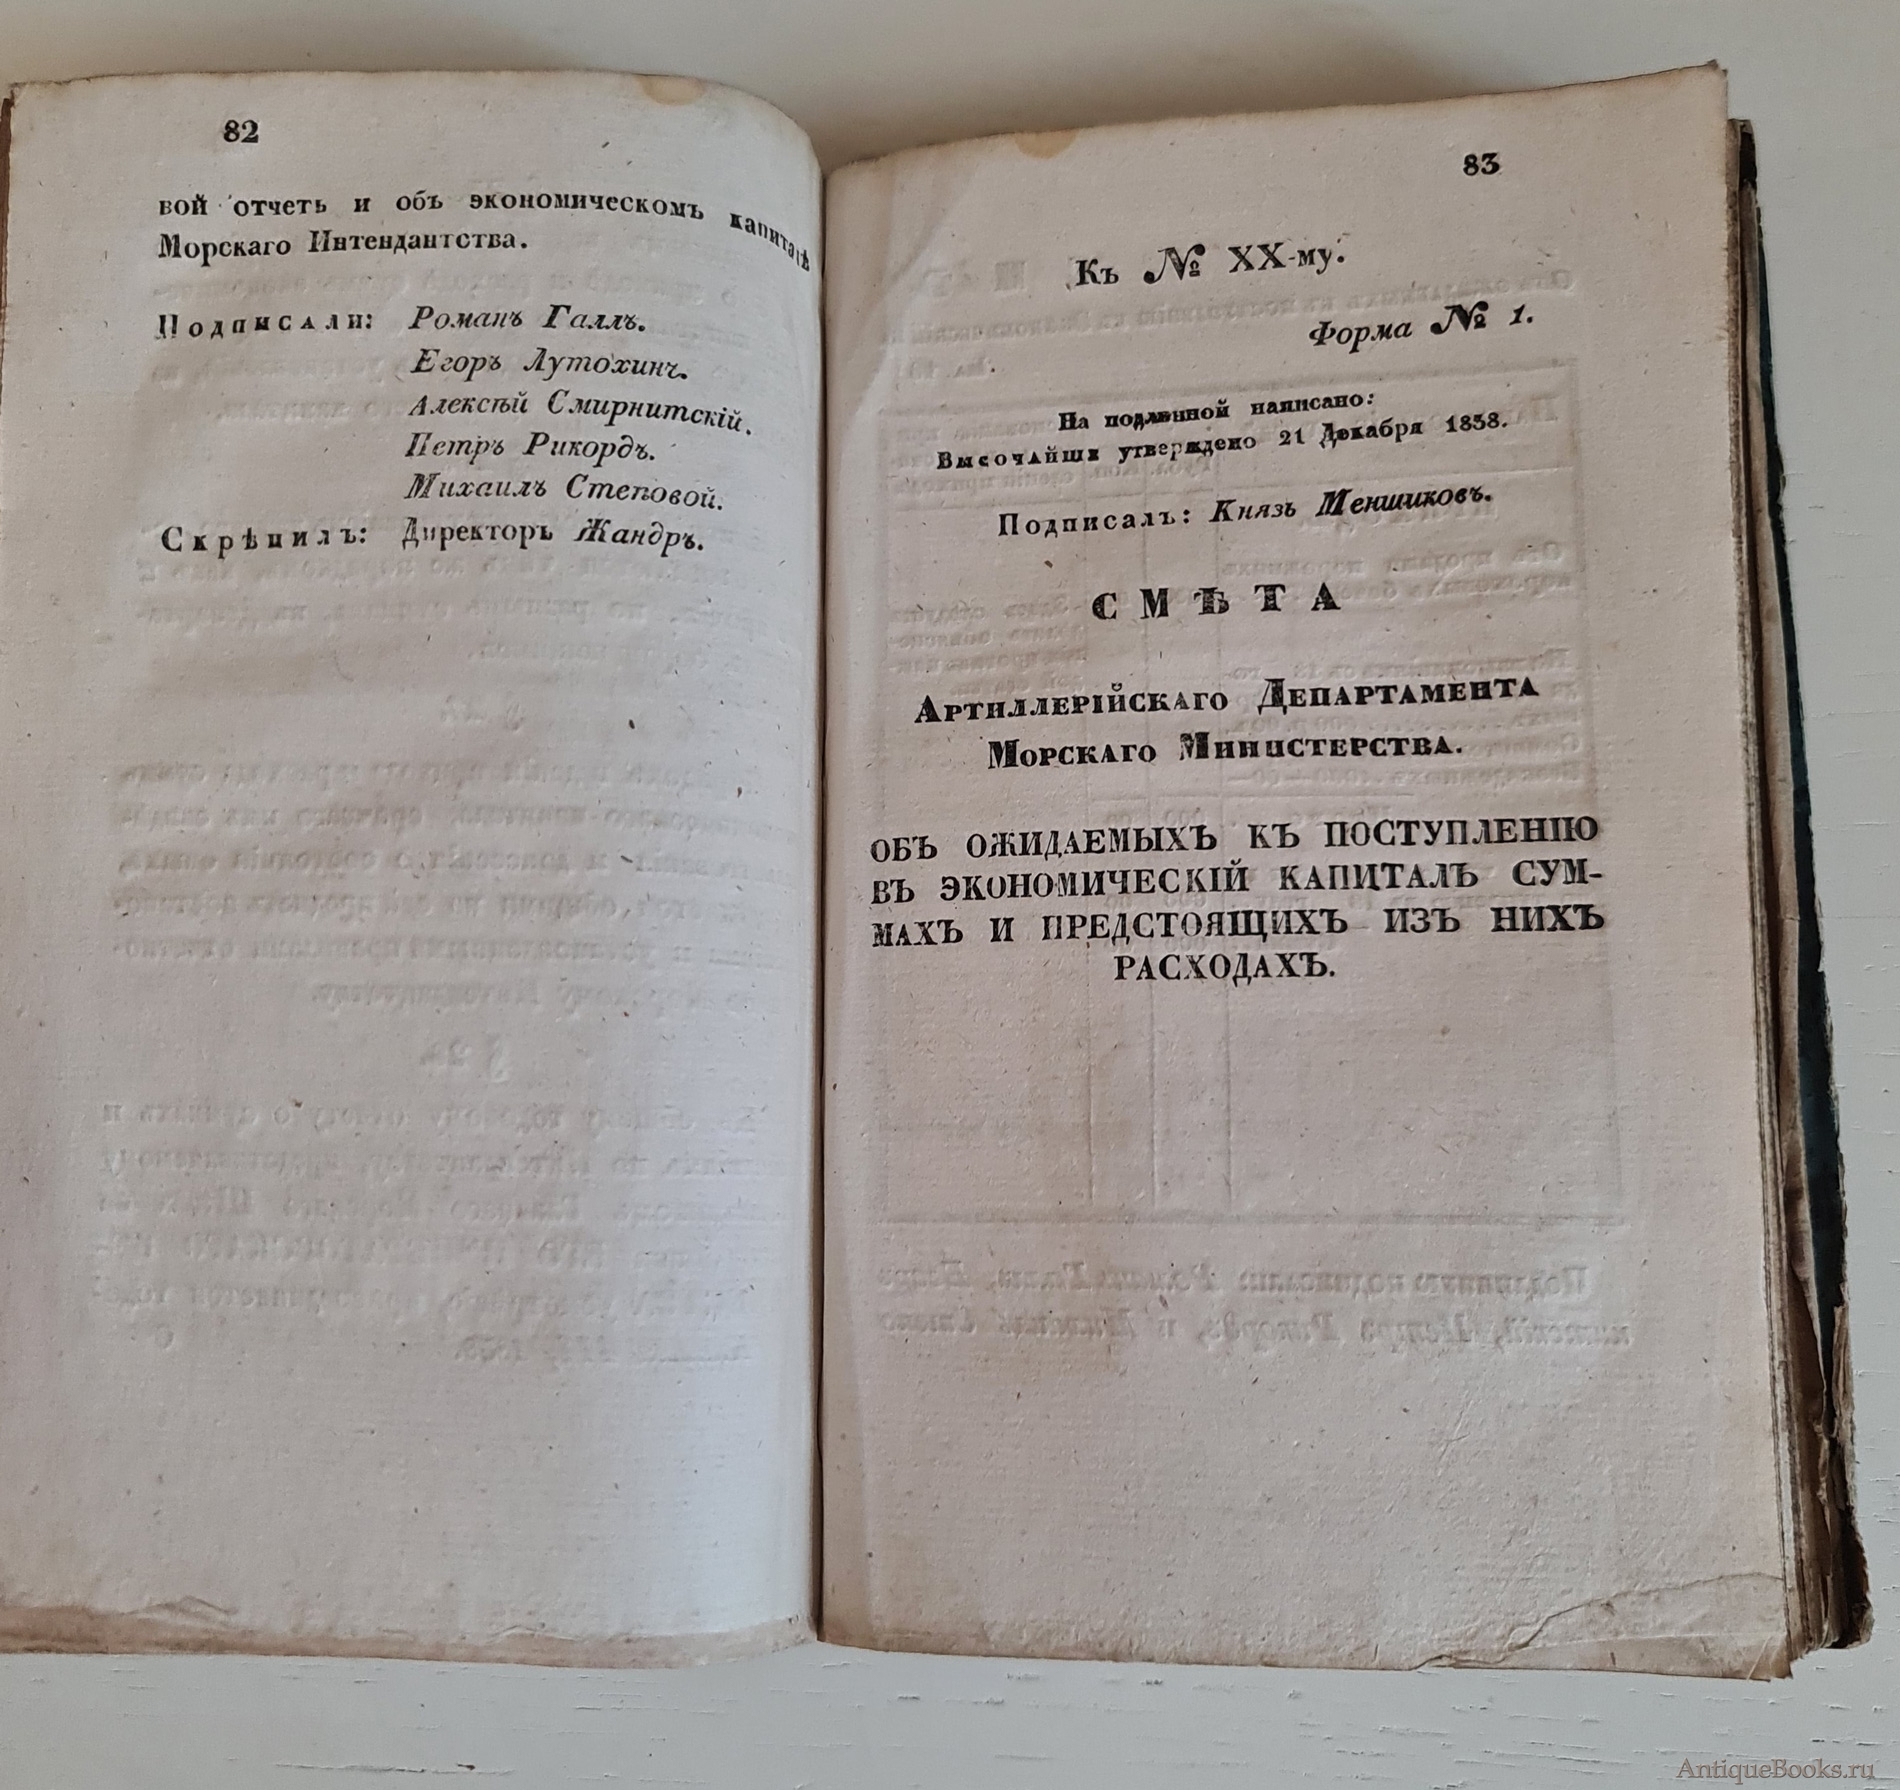 82
вой отчетъ и объ экономическомъ капиталѣ
Морскаго Интендантства.
Подписали: Романъ Галлъ.
Егоръ Лутохинъ.
Алексѣй Смирнитскій.
Петръ Рикордъ.
Михаилъ Степовой.
Скрѣпилъ: Директоръ Жандръ.
83
Къ № XX-му.
Форма № 1.
На подлинной написано:
Высочайше утверждено 21 Декабря 1838.
Подписалъ: Князь Меншиковъ.
СМѢТА
Артиллерійскаго Департамента
Морскаго Министерства.
ОБЪ ОЖИДАЕМЫХЪ КЪ ПОСТУПЛЕНІЮ
ВЪ ЭКОНОМИЧЕСКІЙ КАПИТАЛЪ СУМ-
МАХЪ И ПРЕДСТОЯЩИХЪ ИЗЪ НИХЪ
РАСХОДАХЪ.
AntiqueBooks.ru